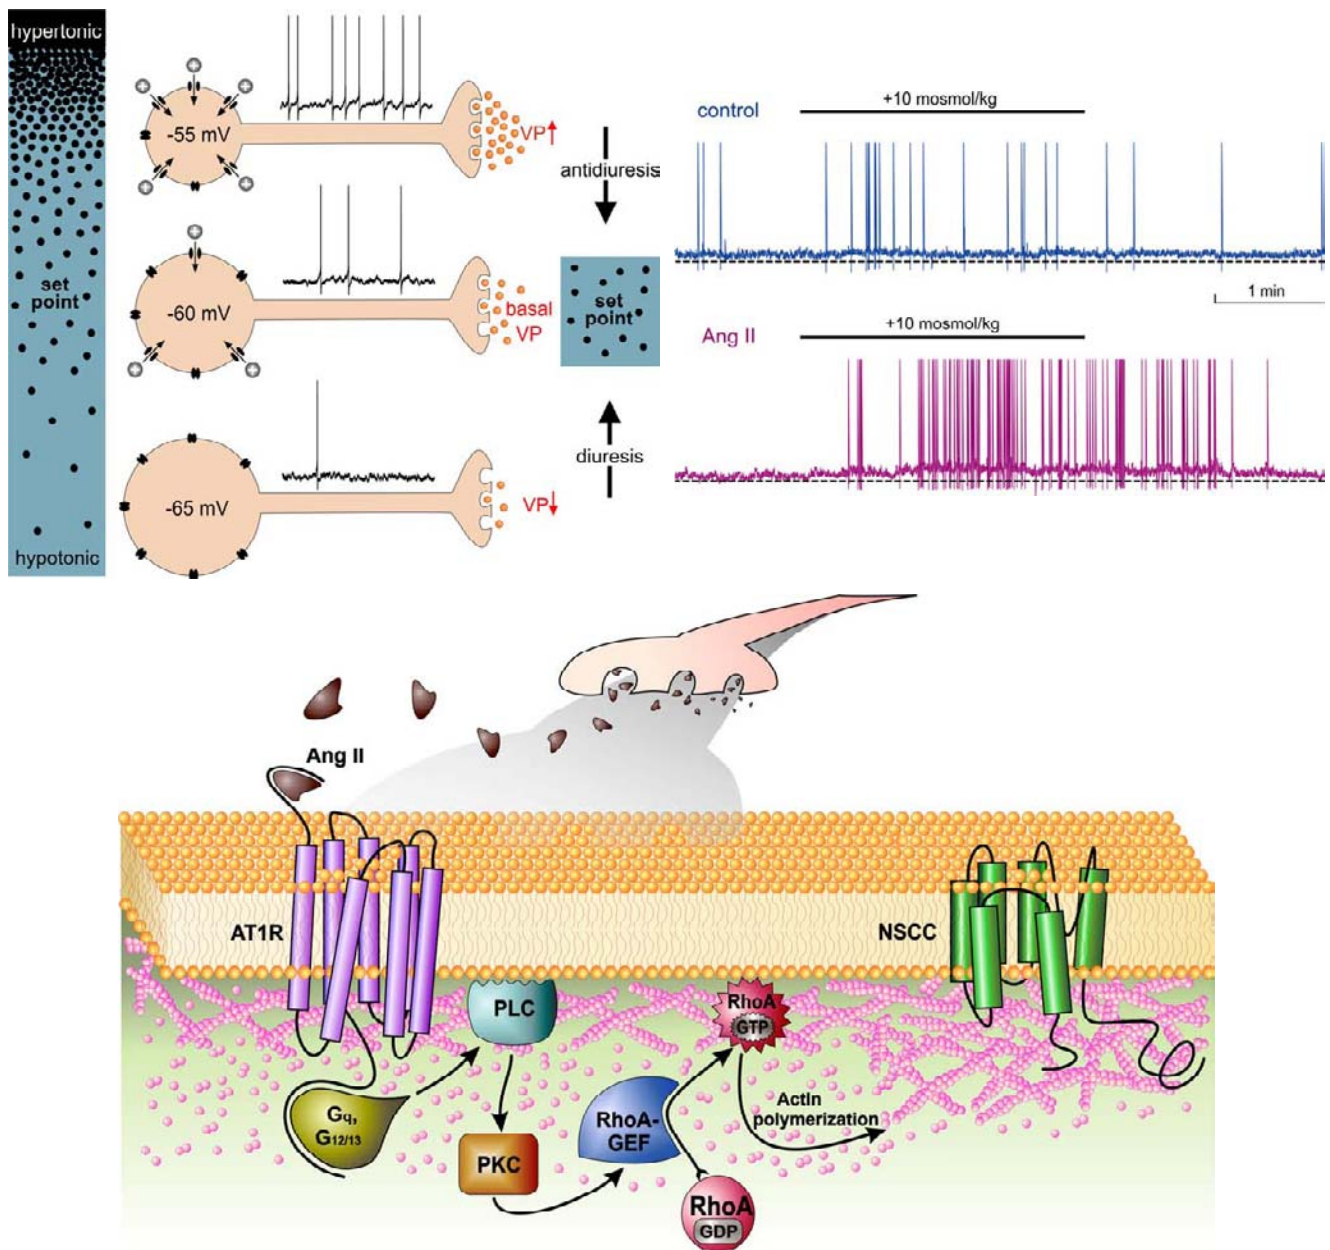 hypertonic
set
point
hypotonic
-55 mV
VP↑
-60 mV
basal
VP
-65 mV
VP↓
antidiuresis
set
point
diuresis
control
+10 mosmol/kg
1 min
Ang II
+10 mosmol/kg
Ang II
AT1R
NSCC
PLC
RhoA
GTP
Gq,
G12/13
PKC
RhoA-
GEF
Actin
polymerization
RhoA
GDP